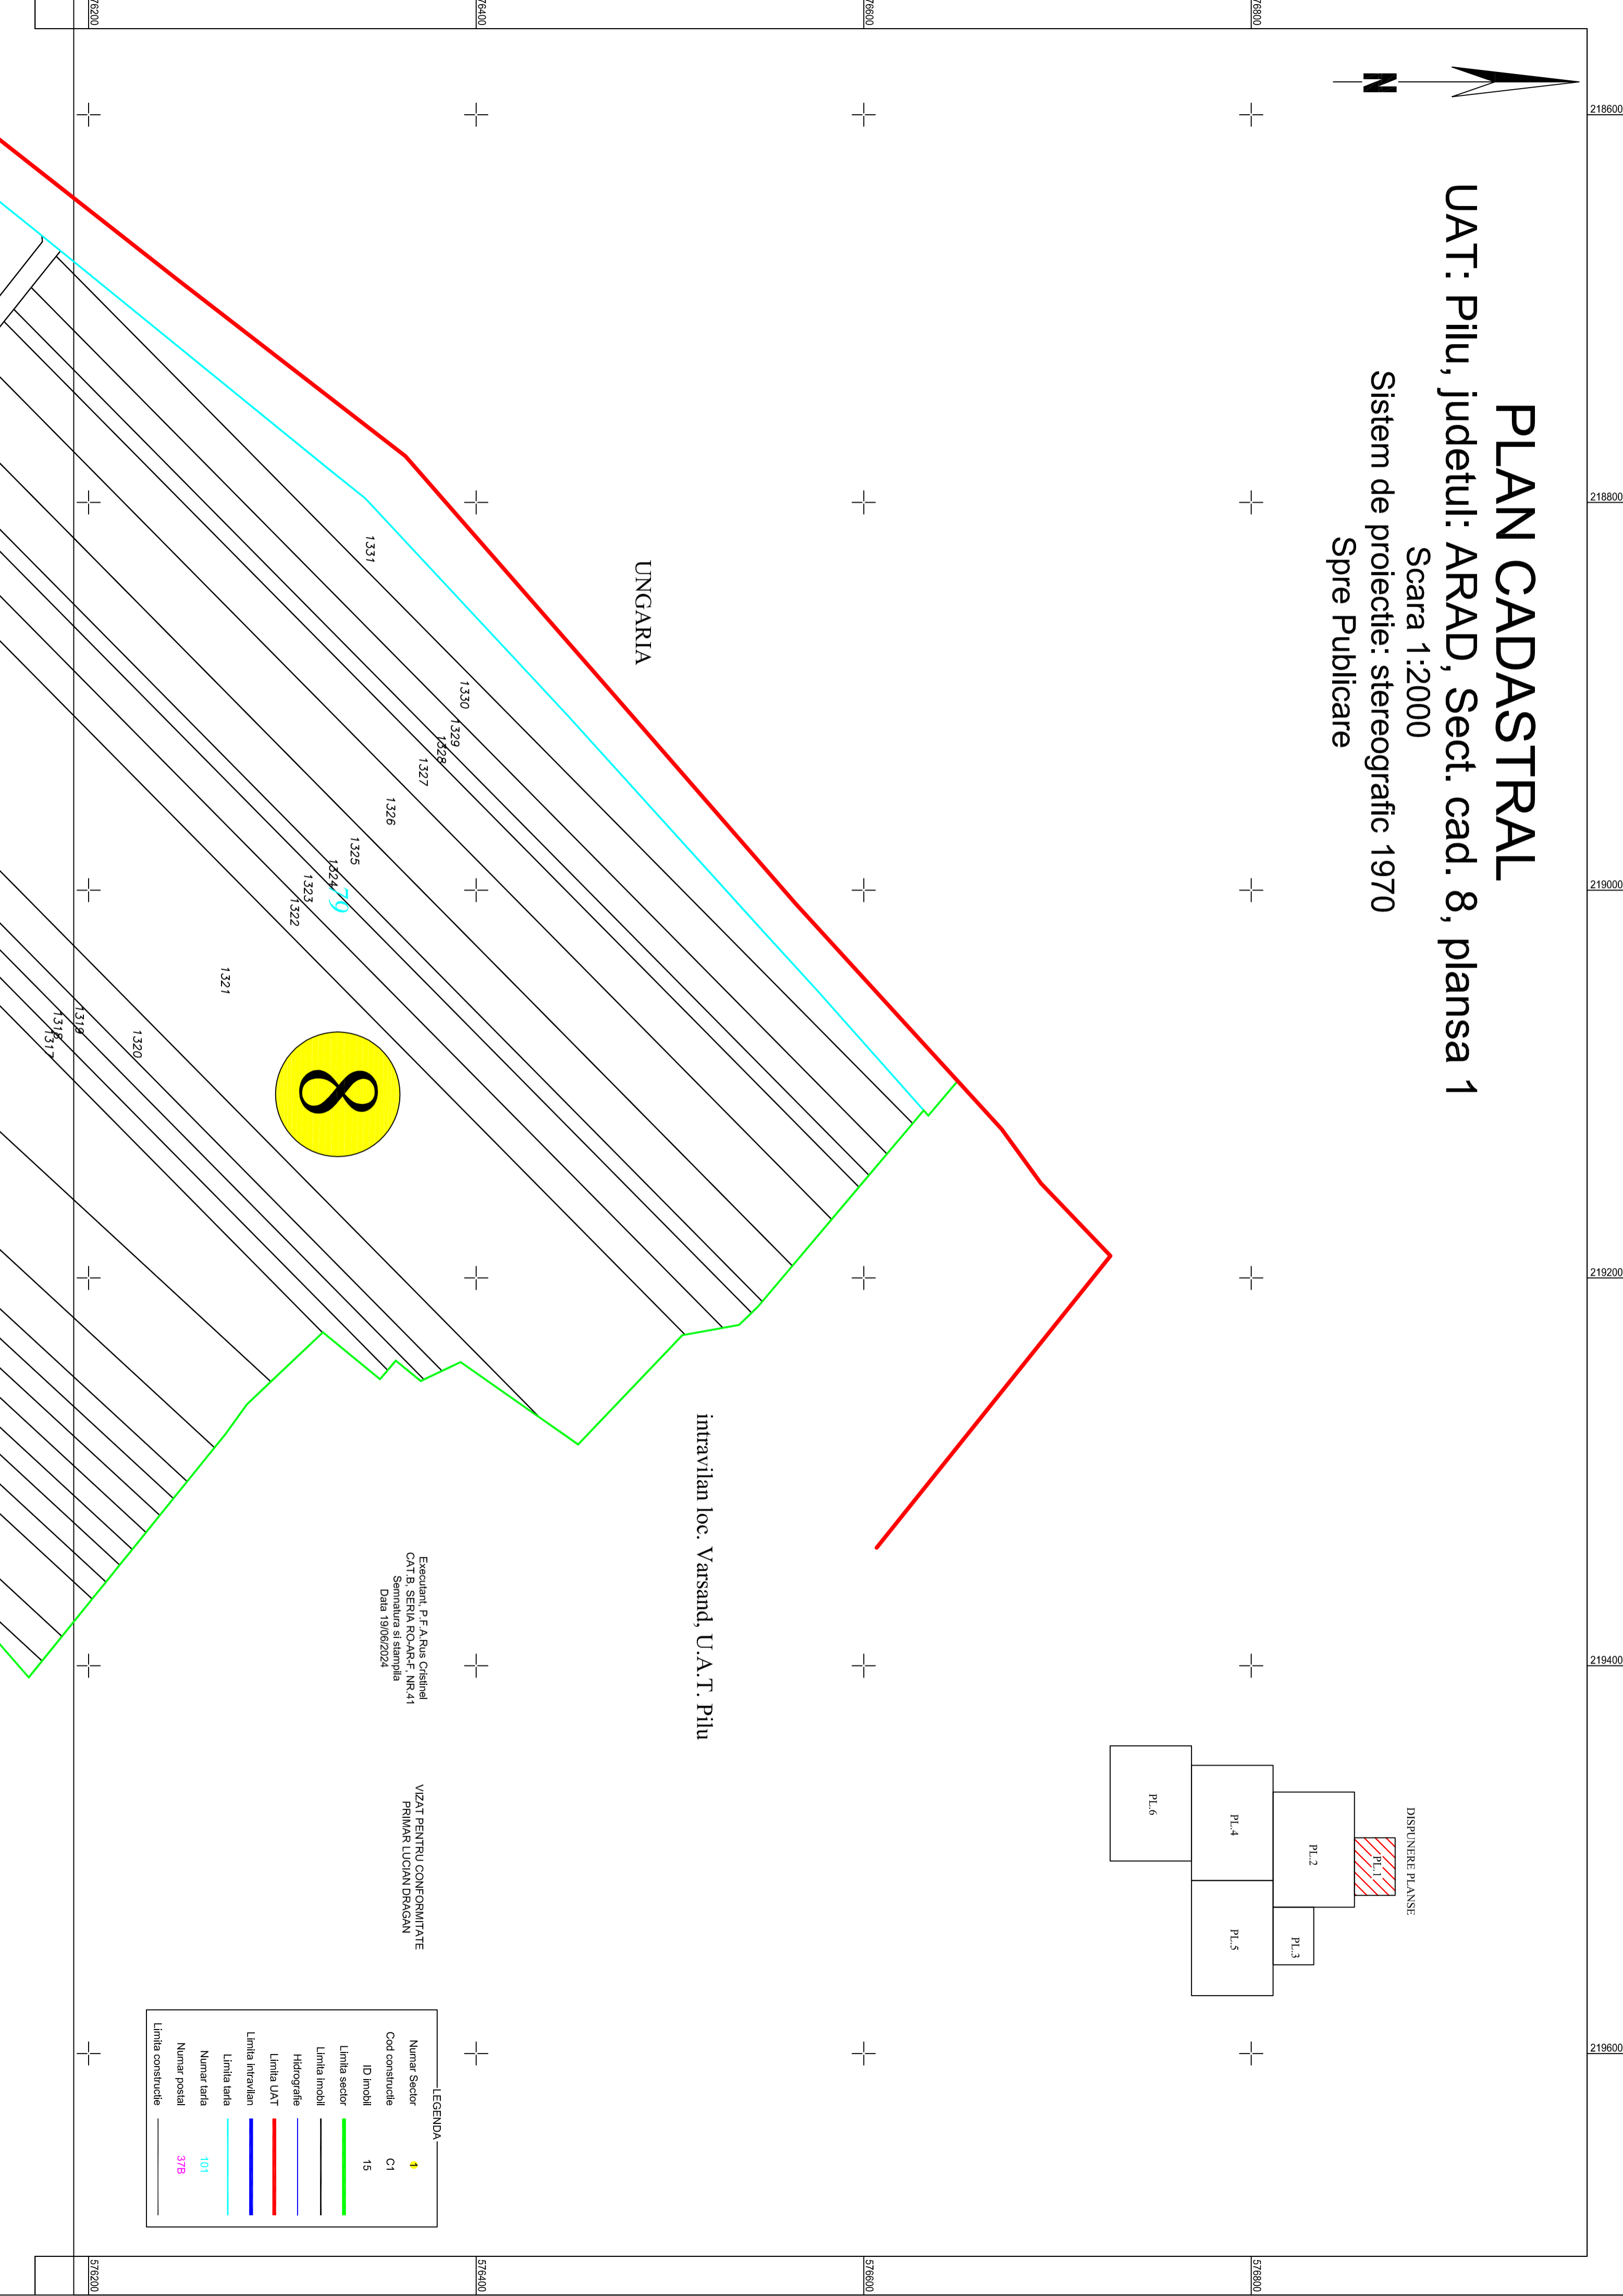 PLAN CADASTRAL
UAT: Pilu, judetul: ARAD, Sect. cad. 8, plansa 1
Scara 1:2000
Sistem de proiectie: stereografic 1970
Spre Publicare
N
218600
218800
219000
219200
219400
219600
576800
576800
576600
576600
576400
576400
576200
576200
DISPUNERE PLANSE
PL.1
PL.2
PL.3
PL.4
PL.5
PL.6
UNGARIA
intravilan loc. Varsand, U.A.T. Pilu
1331
1330
1329
1328
1327
1326
1325
1324
79
1323
1322
1321
8
1320
1319
1318
1317
Executant, P.F.A.Rus Cristinel
CAT.B, SERIA RO-AR-F, NR.41
Semnatura si stampila
Data 19/06/2024
VIZAT PENTRU CONFORMITATE
PRIMAR LUCIAN DRAGAN
LEGENDA
Numar Sector 1
Cod constructie C1
ID imobil 15
Limita sector
Limita imobil
Hidrografie
Limita UAT
Limita intravilan
Limita tarla
Numar tarla 101
Numar postal 37B
Limita constructie